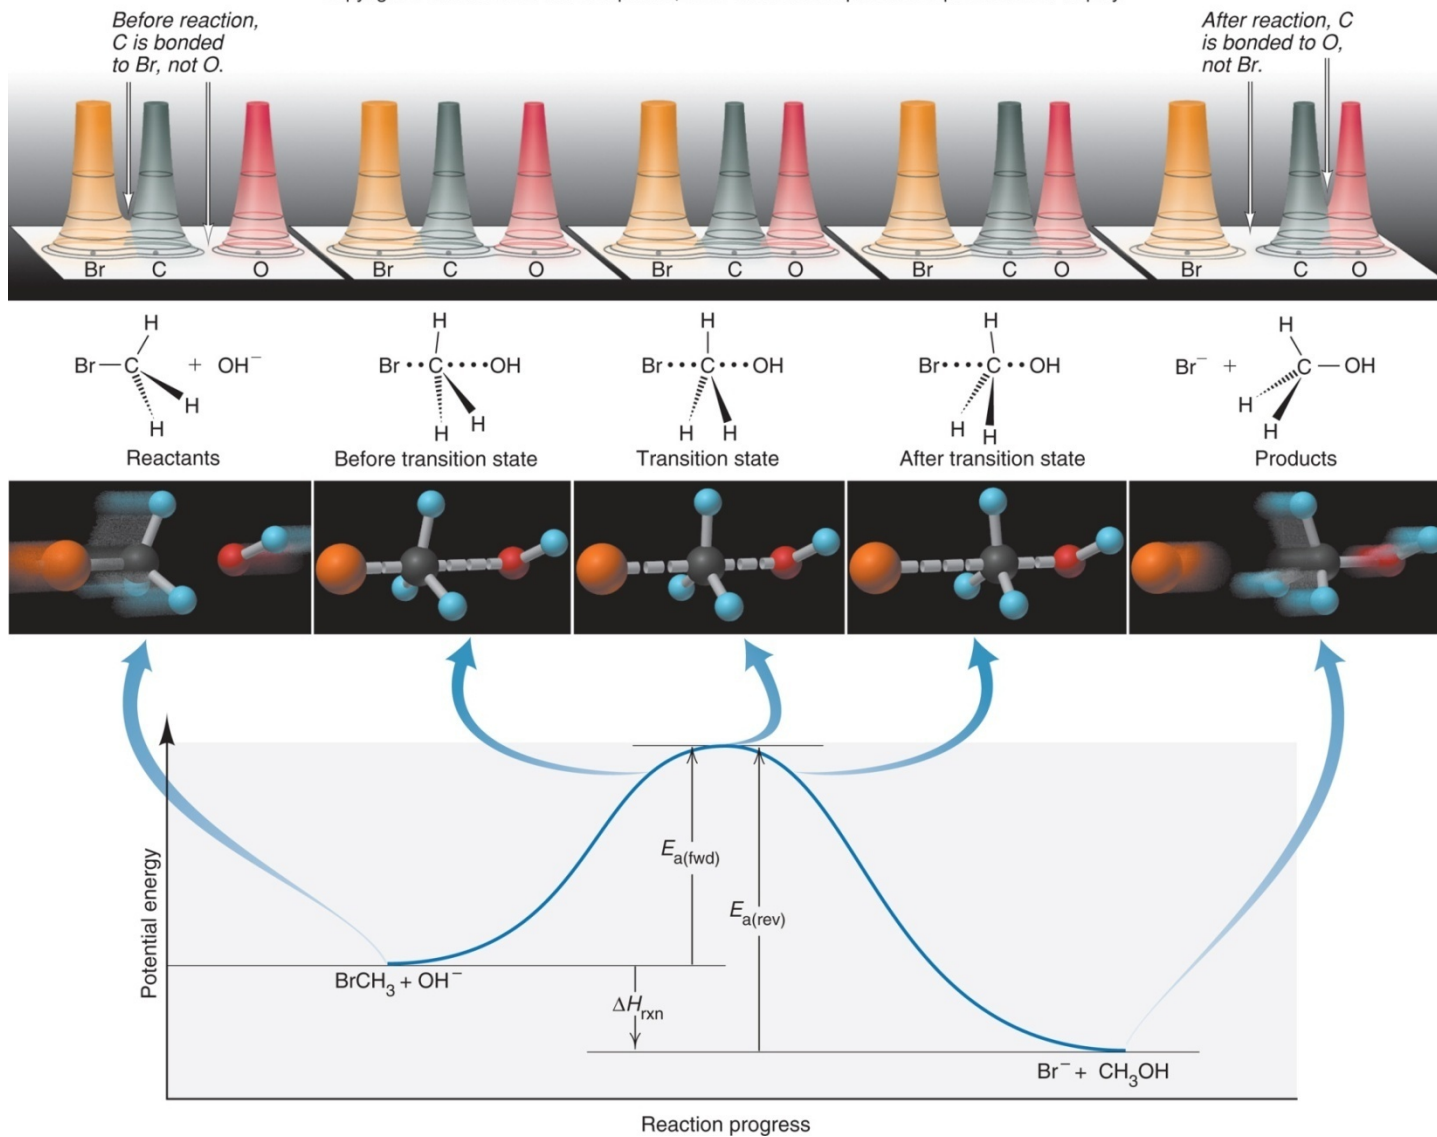 Before reaction,
C is bonded
to Br, not O.
After reaction, C
is bonded to O,
not Br.
Br C O
Br C O
Br C O
Br C O
Br C O
H
Br—C + OH⁻
H
H
H
Br••C••••OH
H
H
H
Br•••C•••OH
H H
H
Br••••C••OH
H
H
H
Br⁻ + C—OH
H
H
Reactants
Before transition state
Transition state
After transition state
Products
Potential energy
Ea(fwd)
Ea(rev)
BrCH₃ + OH⁻
ΔHrxn
Br⁻ + CH₃OH
Reaction progress